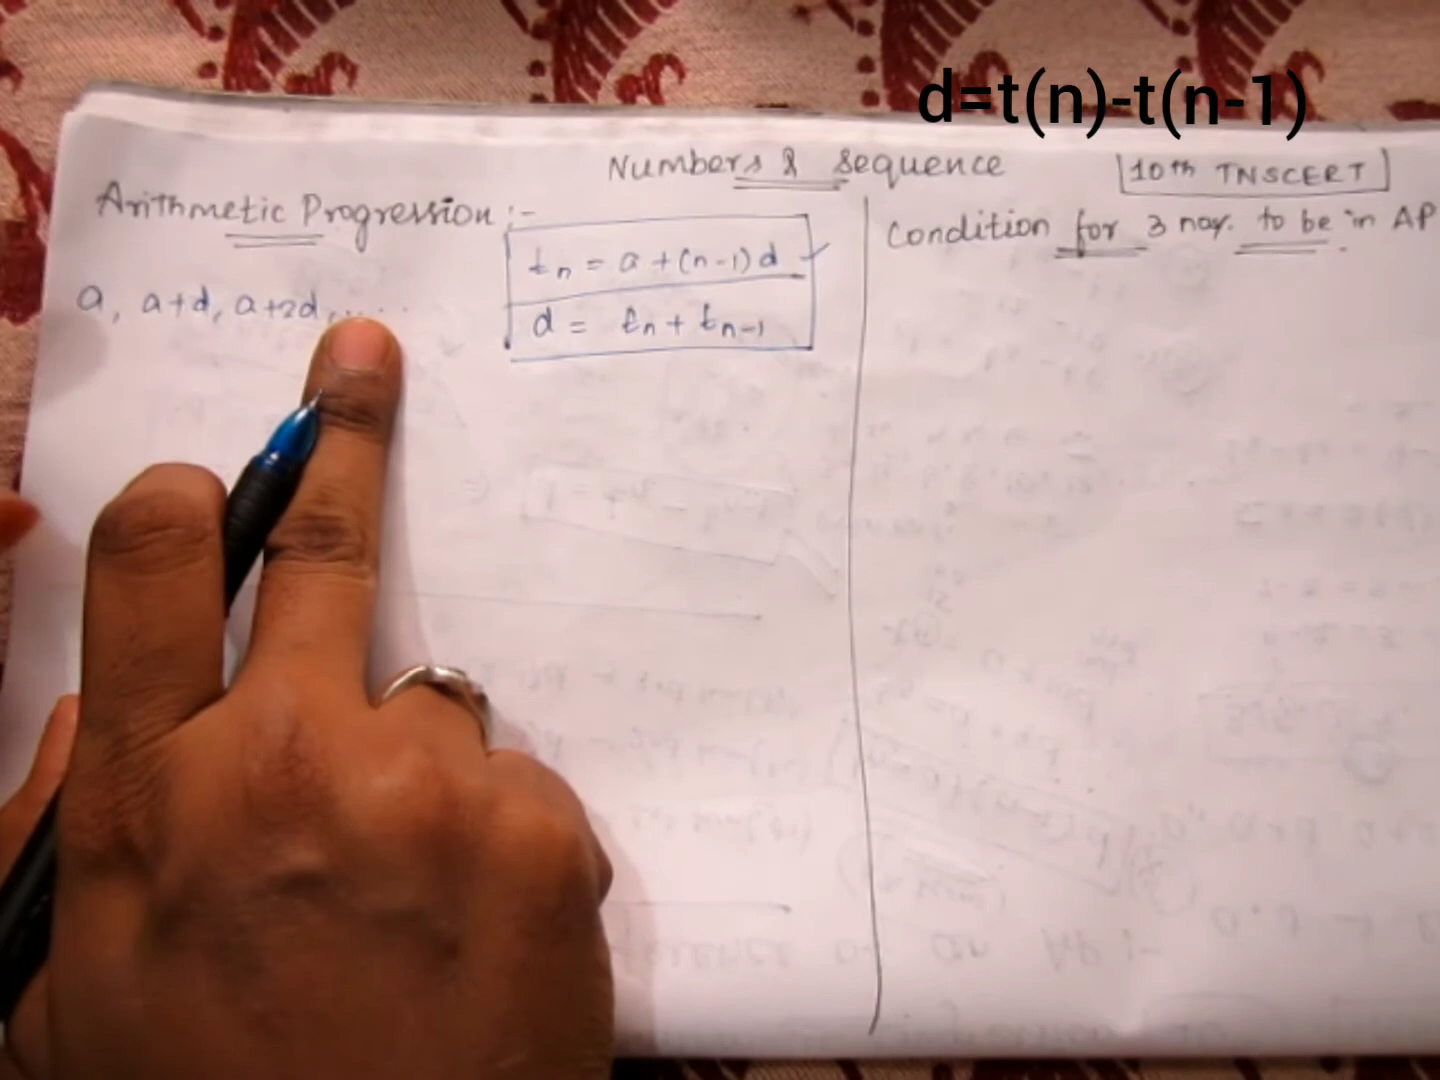 d=t(n)-t(n-1)
Numbers & sequence
10th TNSCERT
Arithmetic Progression :-
a, a+d, a+2d, .....
tn = a + (n-1) d
d = tn + tn-1
Condition for 3 nos. to be in AP